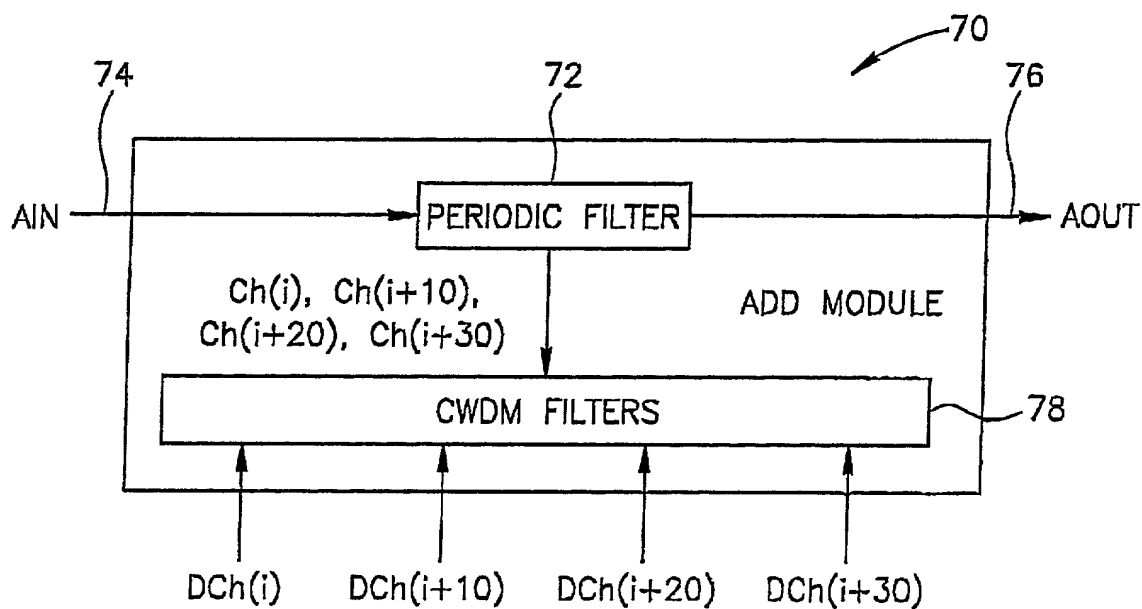 70
74
72
76
AIN
PERIODIC FILTER
AOUT
Ch(i), Ch(i+10),
Ch(i+20), Ch(i+30)
ADD MODULE
CWDM FILTERS
78
DCh(i)
DCh(i+10)
DCh(i+20)
DCh(i+30)